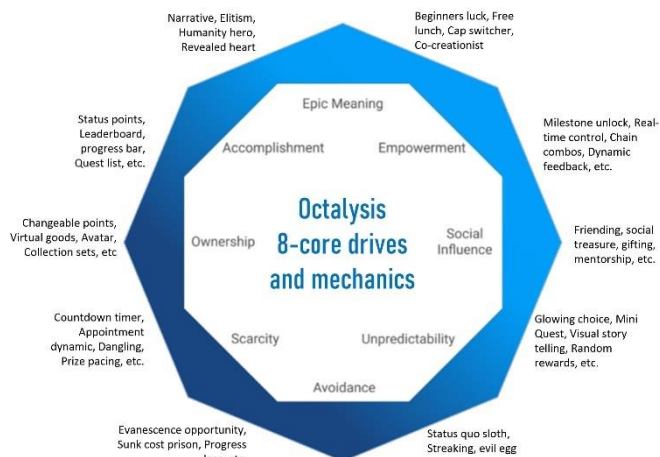 Narrative, Elitism,
Humanity hero,
Revealed heart
Beginners luck, Free
lunch, Cap switcher,
Co-creationist
Epic Meaning
Status points,
Leaderboard,
progress bar,
Quest list, etc.
Accomplishment
Empowerment
Milestone unlock, Real-
time control, Chain
combos, Dynamic
feedback, etc.
Changeable points,
Virtual goods, Avatar,
Collection sets, etc
Ownership
Octalysis
8-core drives
and mechanics
Social
Influence
Friending, social
treasure, gifting,
mentorship, etc.
Countdown timer,
Appointment
dynamic, Dangling,
Prize pacing, etc.
Scarcity
Unpredictability
Glowing choice, Mini
Quest, Visual story
telling, Random
rewards, etc.
Avoidance
Evanescence opportunity,
Sunk cost prison, Progress
Status quo sloth,
Streaking, evil egg